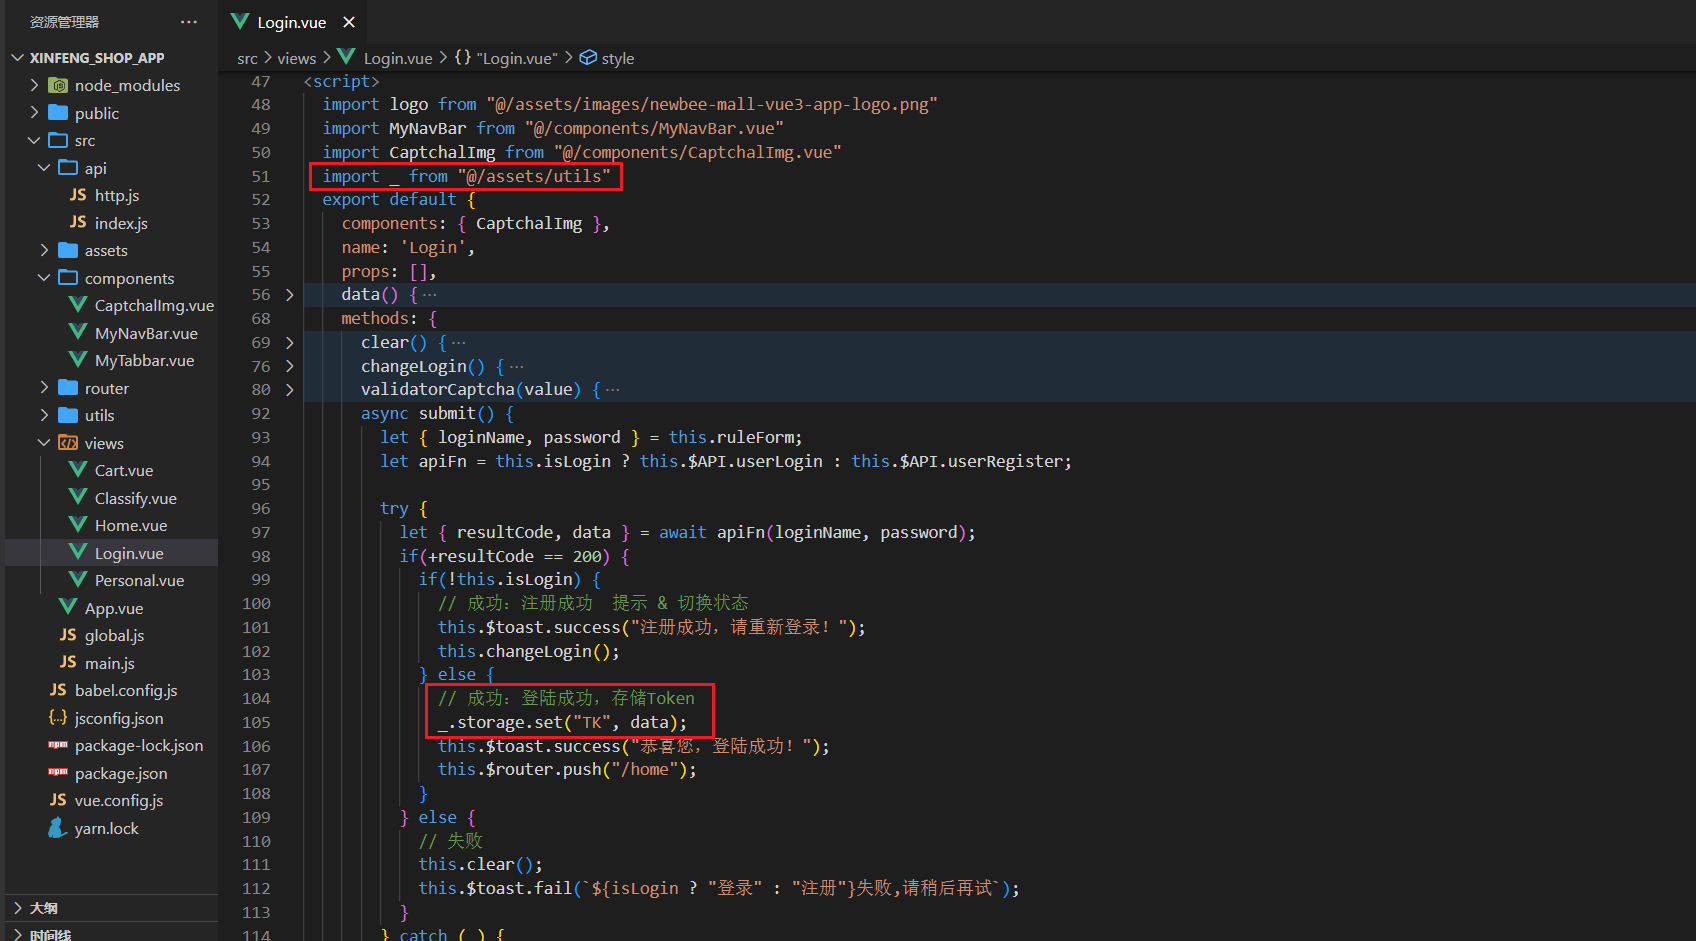 资源管理器 ···
XINFENG_SHOP_APP
node_modules
public
src
api
JS http.js
JS index.js
assets
components
CaptchalImg.vue
MyNavBar.vue
MyTabbar.vue
router
utils
views
Cart.vue
Classify.vue
Home.vue
Login.vue
Personal.vue
App.vue
JS global.js
JS main.js
JS babel.config.js
{..} jsconfig.json
npm package-lock.json
npm package.json
JS vue.config.js
yarn.lock
大纲
时间线
Login.vue
src > views > Login.vue > {} "Login.vue" > style
47 <script>
48 import logo from "@/assets/images/newbee-mall-vue3-app-logo.png"
49 import MyNavBar from "@/components/MyNavBar.vue"
50 import CaptchalImg from "@/components/CaptchalImg.vue"
51 import _ from "@/assets/utils"
52 export default {
53 components: { CaptchalImg },
54 name: 'Login',
55 props: [],
56 data() { ···
68 methods: {
69 clear() { ···
76 changeLogin() { ···
80 validatorCaptcha(value) { ···
92 async submit() {
93 let { loginName, password } = this.ruleForm;
94 let apiFn = this.isLogin ? this.$API.userLogin : this.$API.userRegister;
95
96 try {
97 let { resultCode, data } = await apiFn(loginName, password);
98 if(+resultCode == 200) {
99 if(!this.isLogin) {
100 // 成功：注册成功  提示 & 切换状态
101 this.$toast.success("注册成功，请重新登录！");
102 this.changeLogin();
103 } else {
104 // 成功：登陆成功，存储Token
105 _.storage.set("TK", data);
106 this.$toast.success("恭喜您，登陆成功！");
107 this.$router.push("/home");
108 }
109 } else {
110 // 失败
111 this.clear();
112 this.$toast.fail(`${isLogin ? "登录" : "注册"}失败,请稍后再试`);
113 }
114 } catch (_) {